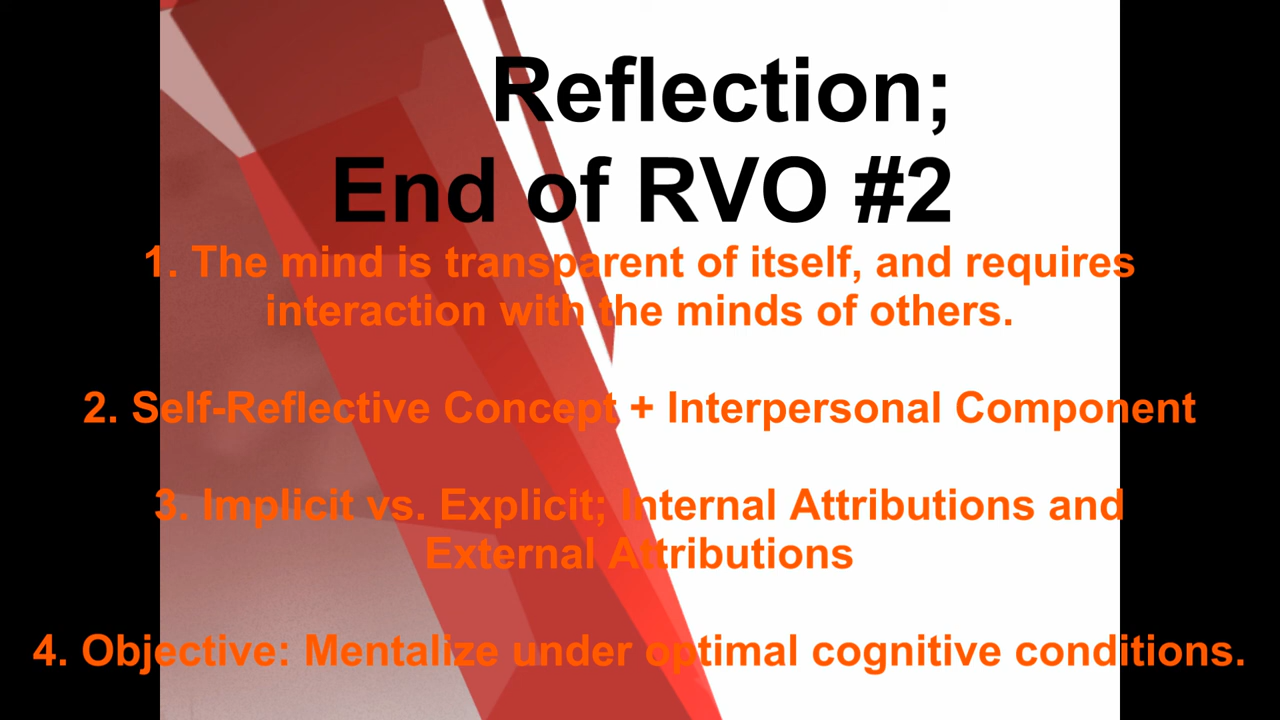 Reflection;
End of RVO #2
1. The mind is transparent of itself, and requires
interaction with the minds of others.
2. Self-Reflective Concept + Interpersonal Component
3. Implicit vs. Explicit; Internal Attributions and
External Attributions
4. Objective: Mentalize under optimal cognitive conditions.